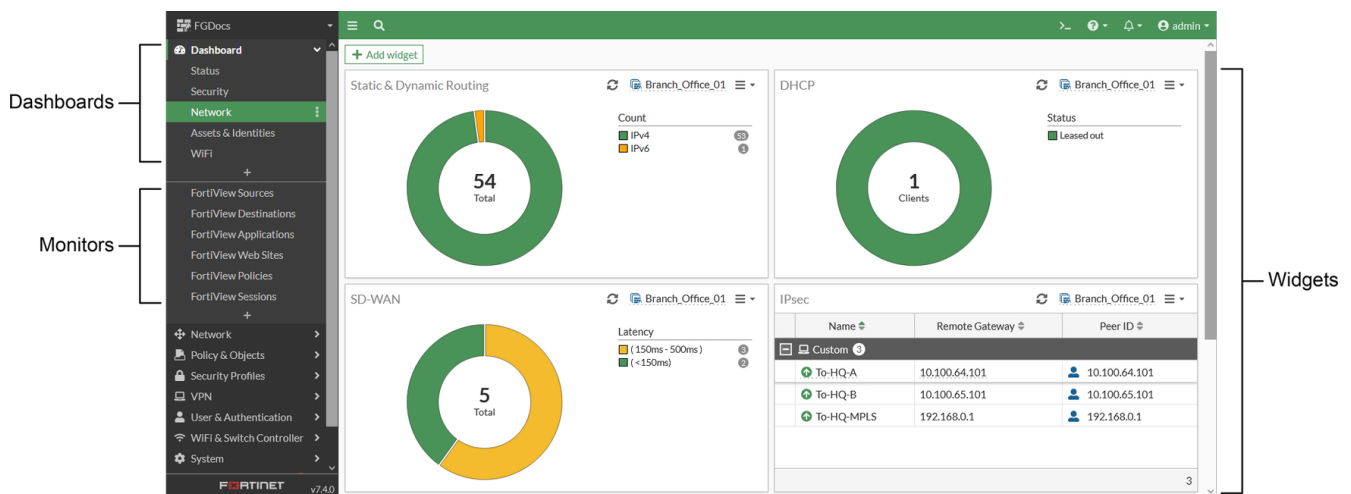 FGDocs
admin
Dashboard
Status
Security
Network
Assets & Identities
WiFi
+
FortiView Sources
FortiView Destinations
FortiView Applications
FortiView Web Sites
FortiView Policies
FortiView Sessions
+
Network
Policy & Objects
Security Profiles
VPN
User & Authentication
WiFi & Switch Controller
System
FORTINET v7.4.0
Dashboards
Monitors
+ Add widget
Static & Dynamic Routing Branch_Office_01
Count
IPv4 53
IPv6 1
54
Total
DHCP Branch_Office_01
Status
Leased out
1
Clients
SD-WAN Branch_Office_01
Latency
( 150ms - 500ms ) 3
( <150ms) 2
5
Total
IPsec Branch_Office_01
Name Remote Gateway Peer ID
Custom 3
To-HQ-A 10.100.64.101 10.100.64.101
To-HQ-B 10.100.65.101 10.100.65.101
To-HQ-MPLS 192.168.0.1 192.168.0.1
3
Widgets